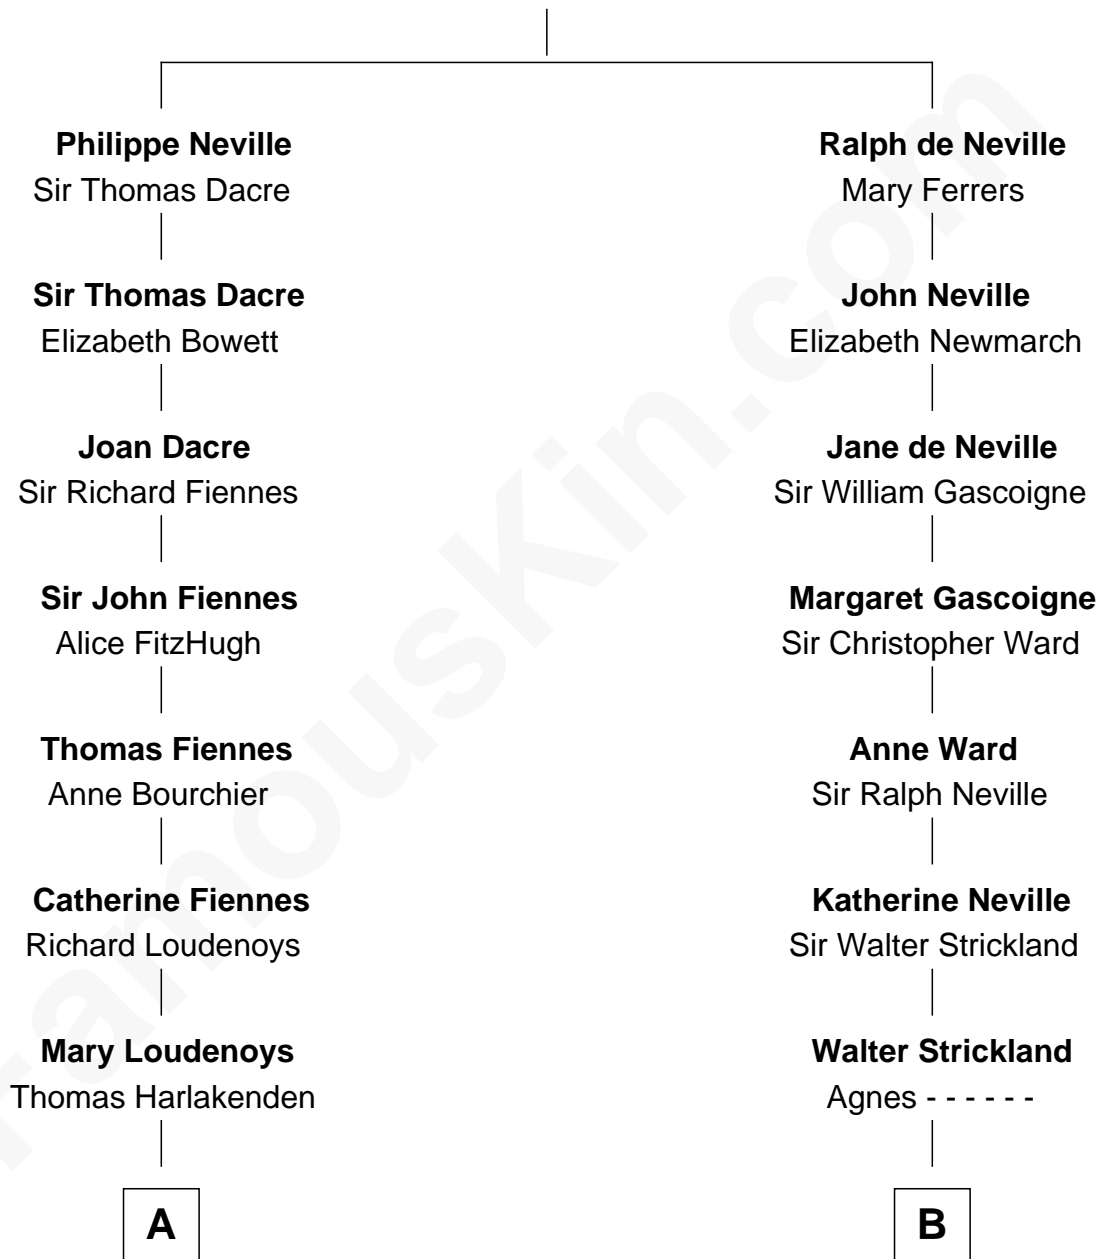 Philippe Neville
Sir Thomas Dacre
Sir Thomas Dacre
Elizabeth Bowett
Joan Dacre
Sir Richard Fiennes
Sir John Fiennes
Alice FitzHugh
Thomas Fiennes
Anne Bourchier
Catherine Fiennes
Richard Loudenoys
Mary Loudenoys
Thomas Harlakenden
A
Ralph de Neville
Mary Ferrers
John Neville
Elizabeth Newmarch
Jane de Neville
Sir William Gascoigne
Margaret Gascoigne
Sir Christopher Ward
Anne Ward
Sir Ralph Neville
Katherine Neville
Sir Walter Strickland
Walter Strickland
Agnes - - - - - -
B
FamousKin.com